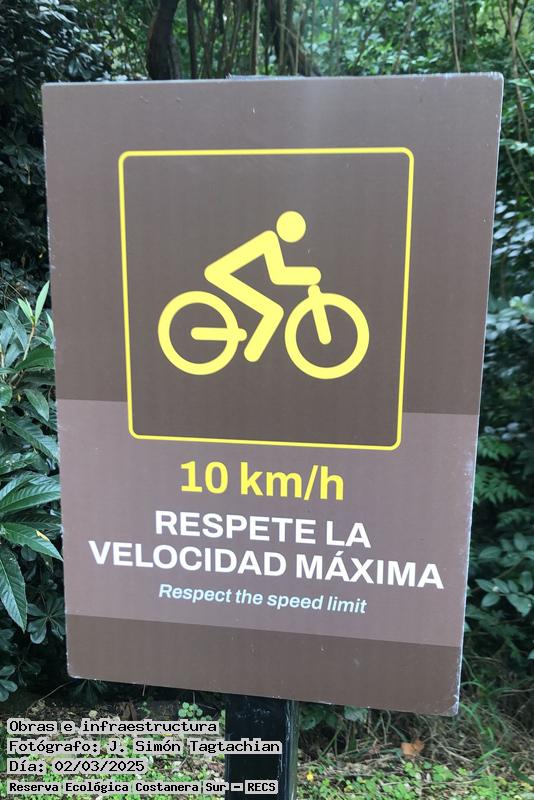 10 km/h
RESPETE LA
VELOCIDAD MÁXIMA
Respect the speed limit
Obras e infraestructura
Fotógrafo: J. Simón Tagtachian
Día: 02/03/2025
Reserva Ecológica Costanera Sur - RECS